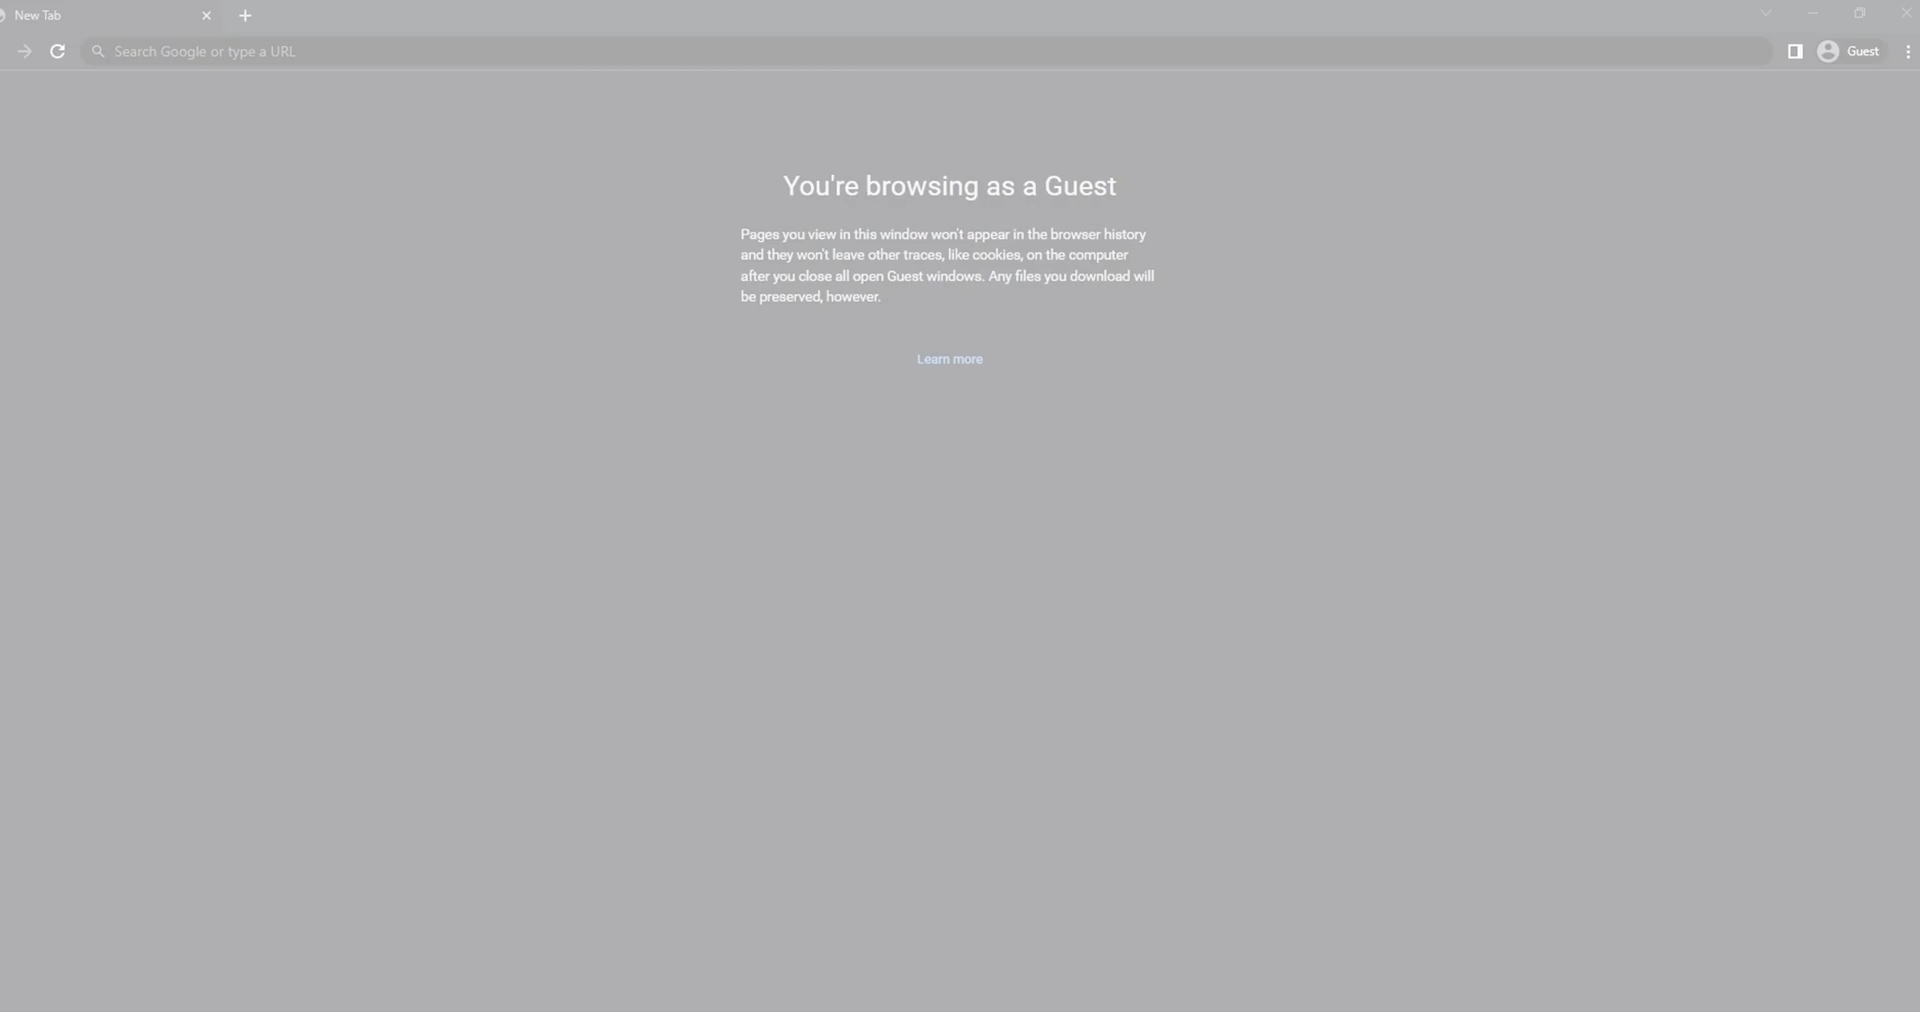 New Tab
Search Google or type a URL
Guest
You're browsing as a Guest
Pages you view in this window won't appear in the browser history
and they won't leave other traces, like cookies, on the computer
after you close all open Guest windows. Any files you download will
be preserved, however.
Learn more